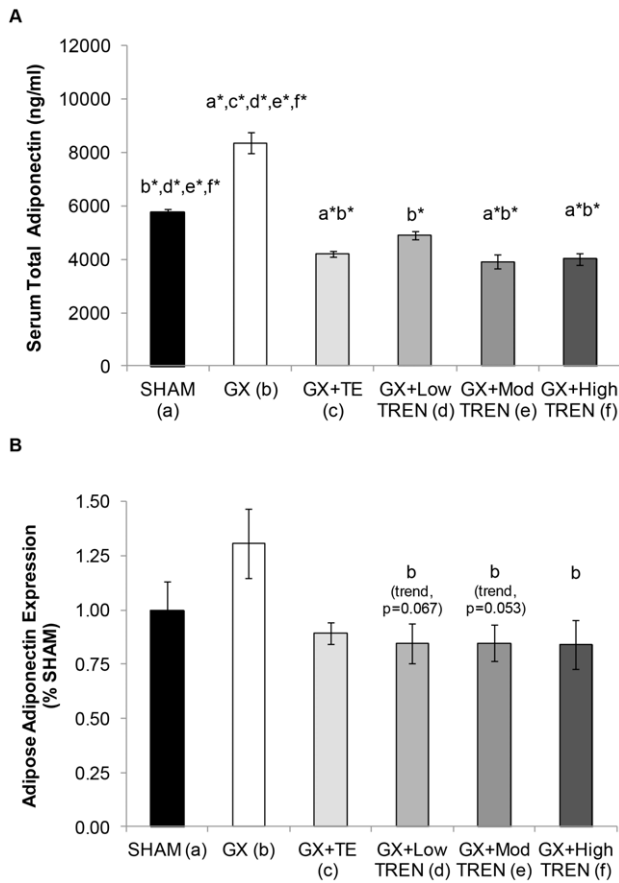 A
Serum Total Adiponectin (ng/ml)
12000
10000
8000
6000
4000
2000
0
a*,c*,d*,e*,f*
b*,d*,e*,f*
a*b*
b*
a*b*
a*b*
SHAM
(a)
GX (b)
GX+TE
(c)
GX+Low
TREN (d)
GX+Mod
TREN (e)
GX+High
TREN (f)
B
Adipose Adiponectin Expression
(% SHAM)
1.50
1.25
1.00
0.75
0.50
0.25
0.00
b
(trend,
p=0.067)
b
(trend,
p=0.053)
b
SHAM (a)
GX (b)
GX+TE
(c)
GX+Low
TREN (d)
GX+Mod
TREN (e)
GX+High
TREN (f)